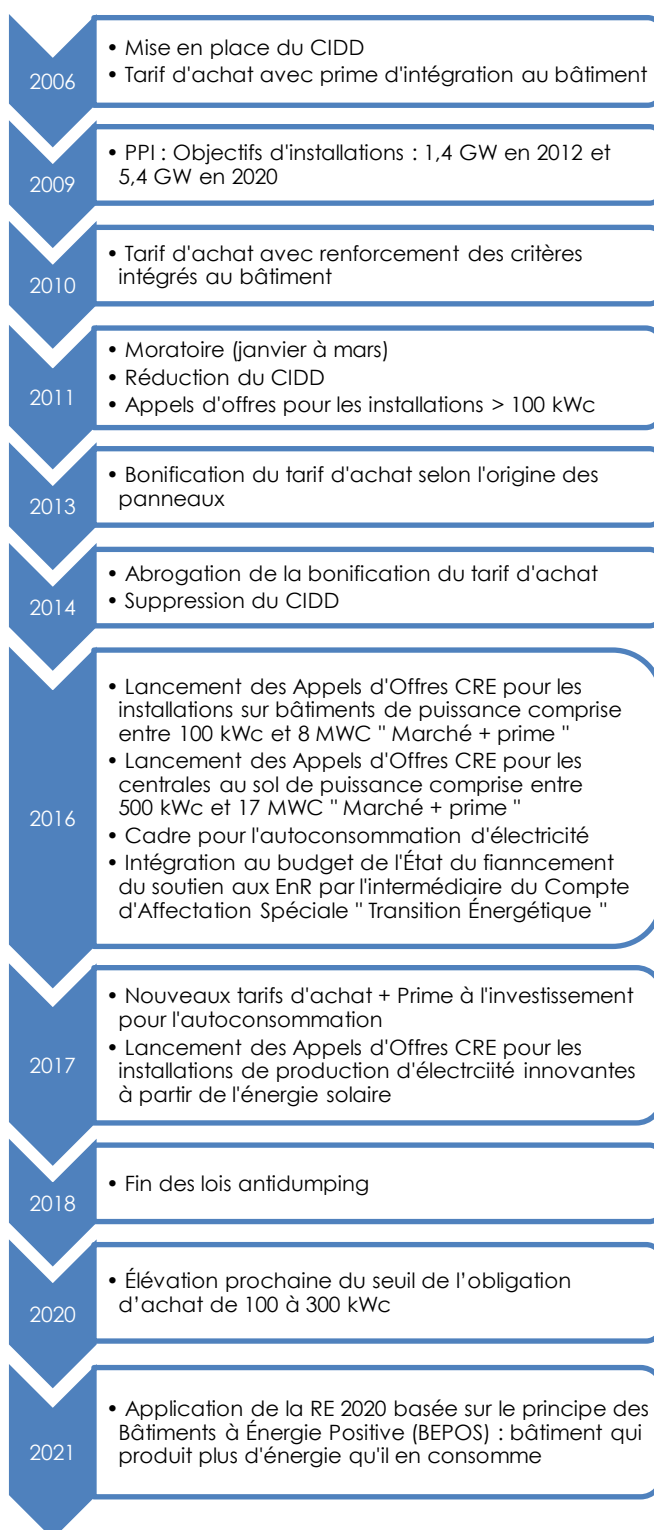 2006
• Mise en place du CIDD
• Tarif d'achat avec prime d'intégration au bâtiment
2009
• PPI : Objectifs d'installations : 1,4 GW en 2012 et
5,4 GW en 2020
2010
• Tarif d'achat avec renforcement des critères
intégrés au bâtiment
2011
• Moratoire (janvier à mars)
• Réduction du CIDD
• Appels d'offres pour les installations > 100 kWc
2013
• Bonification du tarif d'achat selon l'origine des
panneaux
2014
• Abrogation de la bonification du tarif d'achat
• Suppression du CIDD
2016
• Lancement des Appels d'Offres CRE pour les
installations sur bâtiments de puissance comprise
entre 100 kWc et 8 MWC " Marché + prime "
• Lancement des Appels d'Offres CRE pour les
centrales au sol de puissance comprise entre
500 kWc et 17 MWC " Marché + prime "
• Cadre pour l'autoconsommation d'électricité
• Intégration au budget de l'État du fianncement
du soutien aux EnR par l'intermédiaire du Compte
d'Affectation Spéciale " Transition Énergétique "
2017
• Nouveaux tarifs d'achat + Prime à l'investissement
pour l'autoconsommation
• Lancement des Appels d'Offres CRE pour les
installations de production d'électrciité innovantes
à partir de l'énergie solaire
2018
• Fin des lois antidumping
2020
• Élévation prochaine du seuil de l’obligation
d’achat de 100 à 300 kWc
2021
• Application de la RE 2020 basée sur le principe des
Bâtiments à Énergie Positive (BEPOS) : bâtiment qui
produit plus d'énergie qu'il en consomme